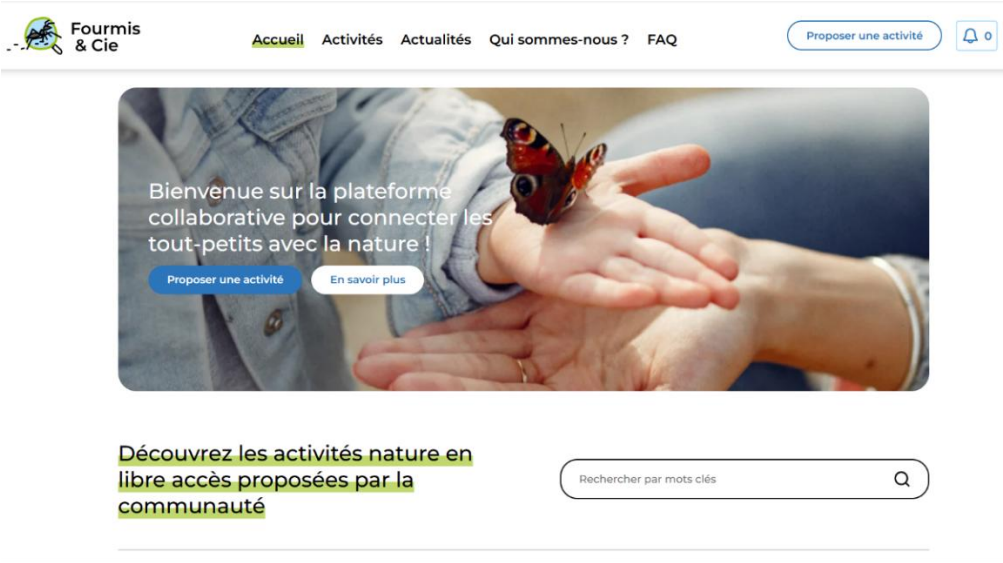 Fourmis
& Cie
Accueil Activités Actualités Qui sommes-nous ? FAQ
Proposer une activité
0
Bienvenue sur la plateforme
collaborative pour connecter les
tout-petits avec la nature !
Proposer une activité
En savoir plus
Découvrez les activités nature en
libre accès proposées par la
communauté
Rechercher par mots clés